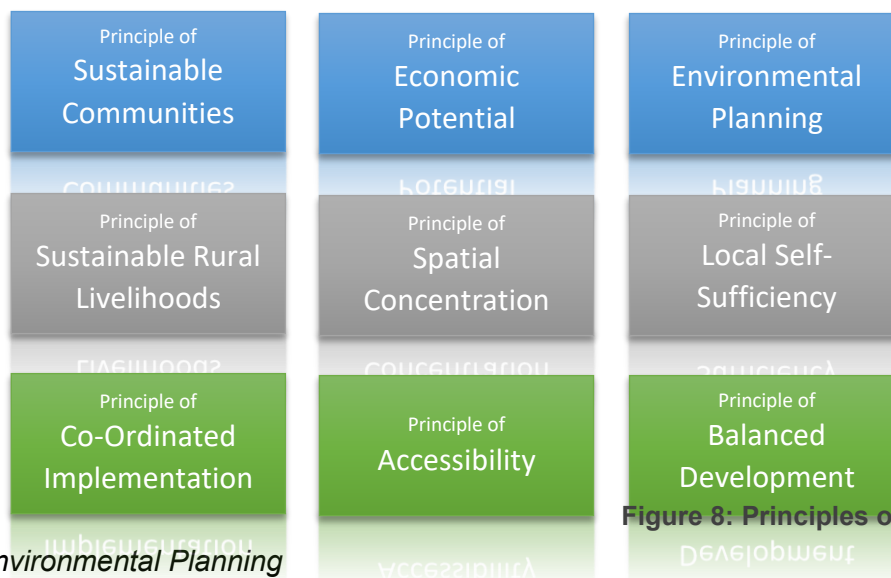 Principle of
Sustainable
Communities
Principle of
Economic
Potential
Principle of
Environmental
Planning
Principle of
Sustainable Rural
Livelihoods
Principle of
Spatial
Concentration
Principle of
Local Self-
Sufficiency
Principle of
Co-Ordinated
Implementation
Principle of
Accessibility
Principle of
Balanced
Development
Figure 8: Principles o
nvironmental Planning